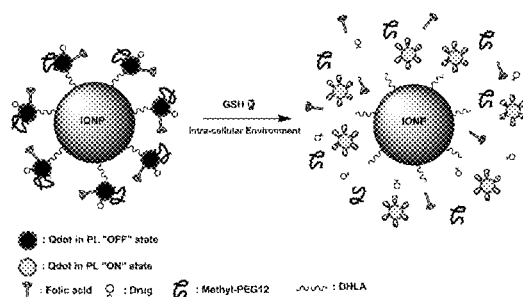 IONP
GSH
Intra-cellular Environment
IONP
: Qdot in PL "OFF" state
: Qdot in PL "ON" state
: Folic acid : Drug : Methyl-PEG12 : DHLA